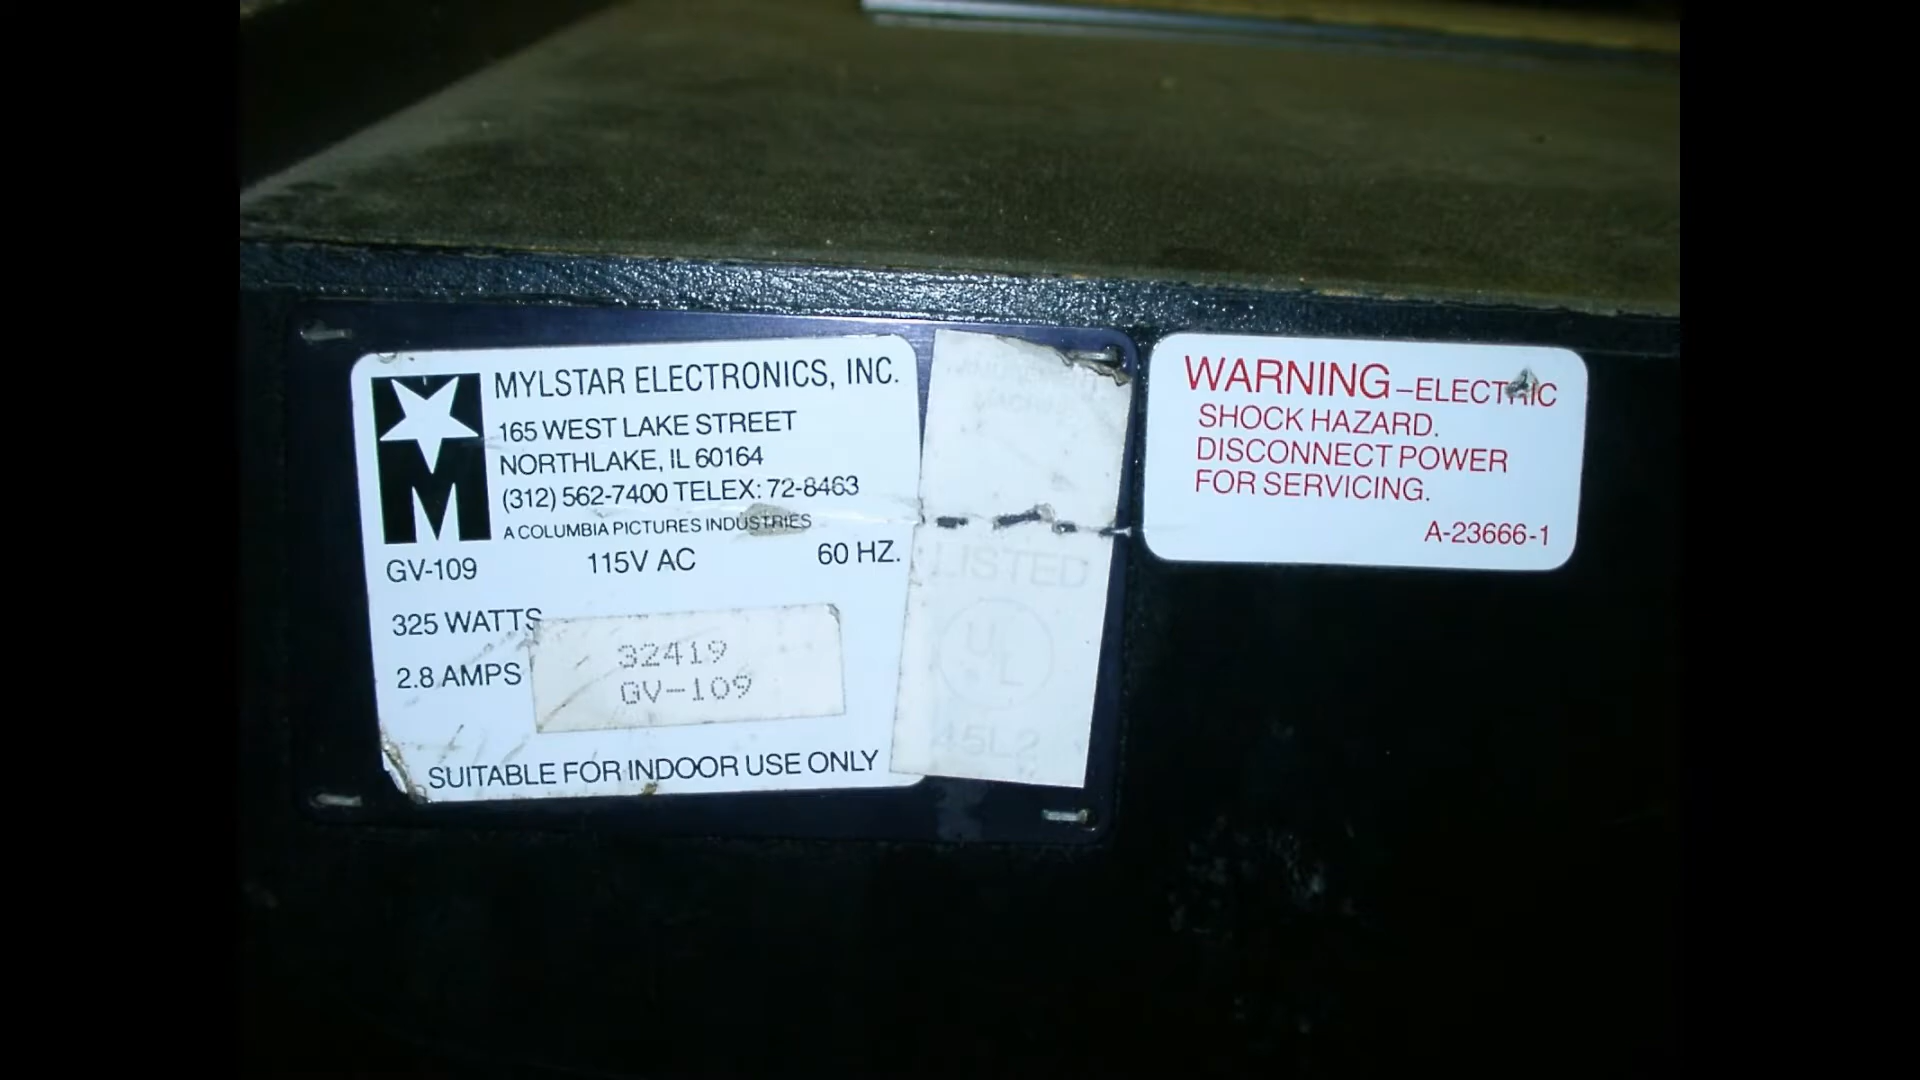 MYLSTAR ELECTRONICS, INC.
165 WEST LAKE STREET
NORTHLAKE, IL 60164
(312) 562-7400 TELEX: 72-8463
A COLUMBIA PICTURES INDUSTRIES
M
GV-109 115V AC 60 HZ.
325 WATTS
2.8 AMPS
32419
GV-109
SUITABLE FOR INDOOR USE ONLY
LISTED
UL
45L2
WARNING-ELECTRIC
SHOCK HAZARD.
DISCONNECT POWER
FOR SERVICING.
A-23666-1